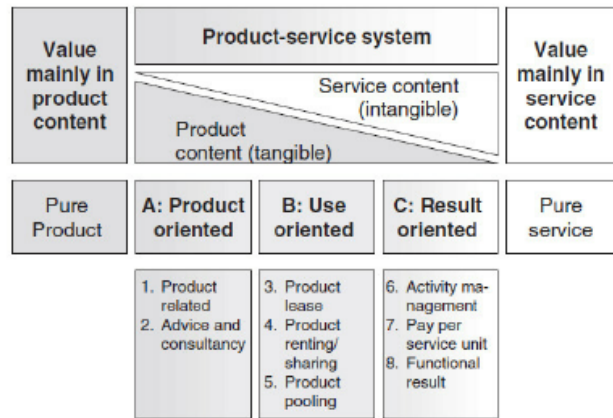 Value
mainly in
product
content
Product-service system
Service content
(intangible)
Product
content (tangible)
Value
mainly in
service
content
Pure
Product
A: Product
oriented
B: Use
oriented
C: Result
oriented
Pure
service
1. Product
related
2. Advice and
consultancy
3. Product
lease
4. Product
renting/
sharing
5. Product
pooling
6. Activity ma-
nagement
7. Pay per
service unit
8. Functional
result